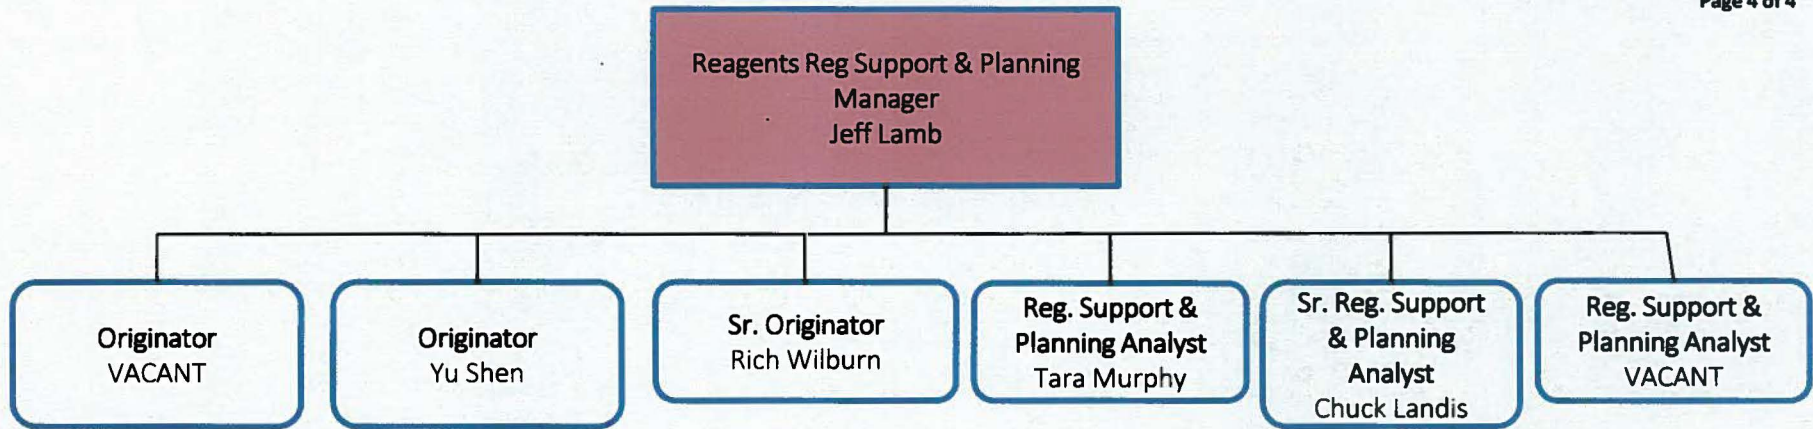 Page 4 of 4
Reagents Reg Support & Planning
Manager
Jeff Lamb
Originator
VACANT
Originator
Yu Shen
Sr. Originator
Rich Wilburn
Reg. Support &
Planning Analyst
Tara Murphy
Sr. Reg. Support
& Planning
Analyst
Chuck Landis
Reg. Support &
Planning Analyst
VACANT